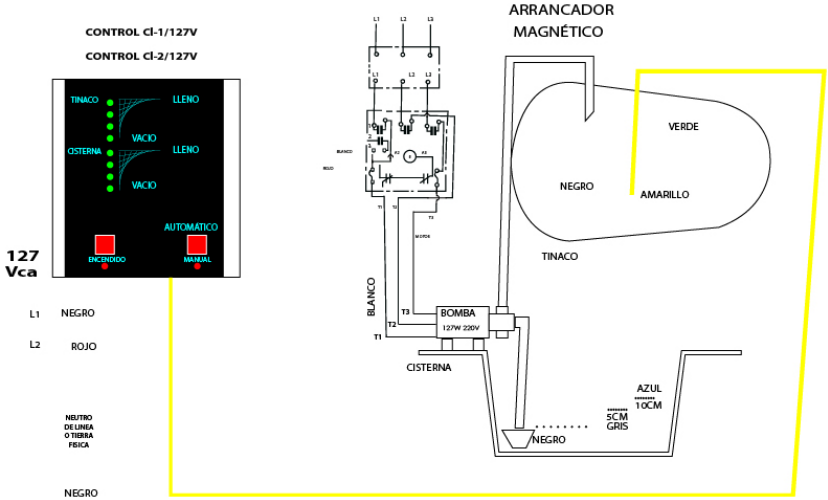 CONTROL Cl-1/127V
CONTROL Cl-2/127V
ARRANCADOR
MAGNÉTICO
L1 L2 L3
L1 L2 L3
TINACO
LLENO
VACIO
CISTERNA
LLENO
VACIO
AUTOMÁTICO
ENCENDIDO
MANUAL
127
Vca
L1 NEGRO
L2 ROJO
NEUTRO
DE LINEA
O TIERRA
FISICA
NEGRO
BLANCO
ROJO
A2
T1 T2
T3
MOTOR
BLANCO
T3
T2
T1
BOMBA
127W 220V
CISTERNA
VERDE
NEGRO
AMARILLO
TINACO
AZUL
10CM
5CM
GRIS
NEGRO